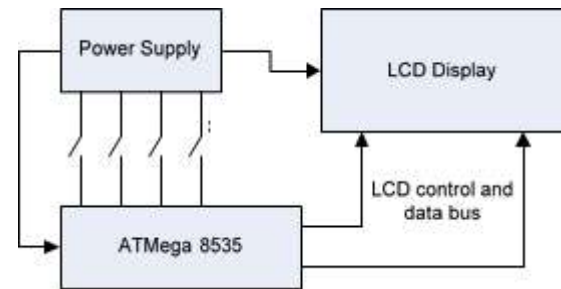 Power Supply
LCD Display
LCD control and
data bus
ATMega 8535